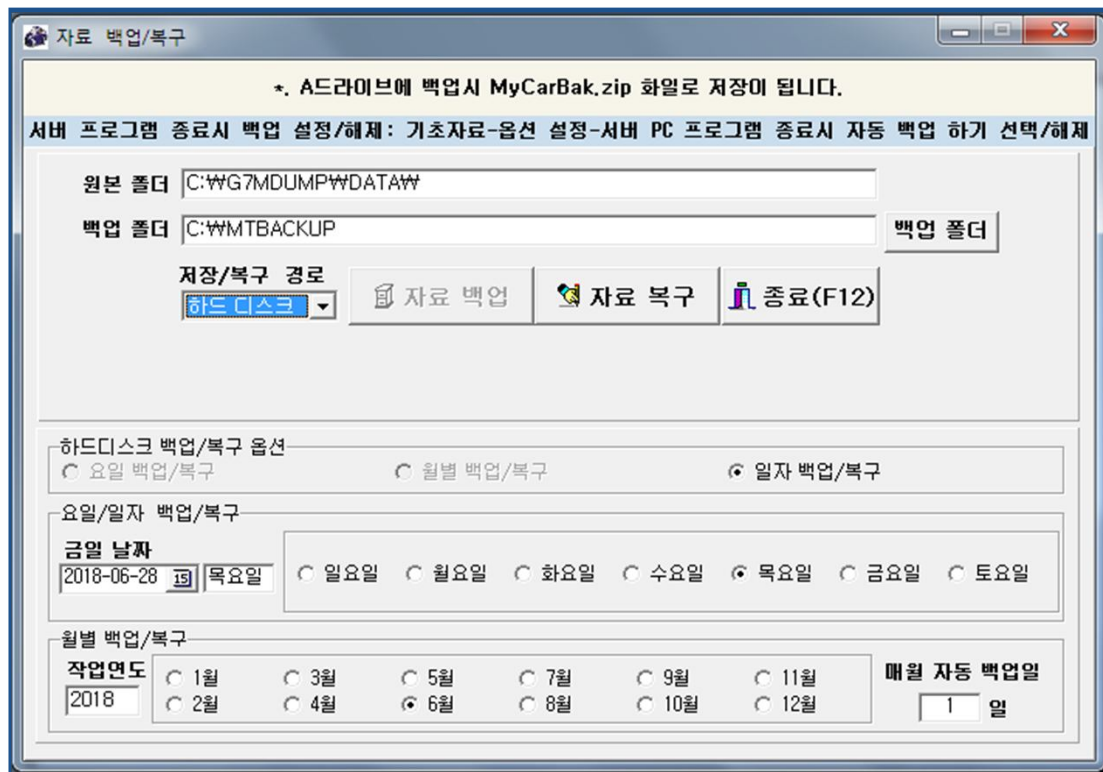 자료 백업/복구
*. A드라이브에 백업시 MyCarBak.zip 화일로 저장이 됩니다.
서버 프로그램 종료시 백업 설정/해제: 기초자료-옵션 설정-서버 PC 프로그램 종료시 자동 백업 하기 선택/해제
원본 폴더 C:₩G7MDUMP₩DATA₩
백업 폴더 C:₩MTBACKUP 백업 폴더
저장/복구 경로
하드 디스크 자료 백업 자료 복구 종료(F12)
하드디스크 백업/복구 옵션
요일 백업/복구 월별 백업/복구 일자 백업/복구
요일/일자 백업/복구
금일 날짜
2018-06-28 15 목요일 일요일 월요일 화요일 수요일 목요일 금요일 토요일
월별 백업/복구
작업연도 1월 3월 5월 7월 9월 11월 매월 자동 백업일
2018 2월 4월 6월 8월 10월 12월 1 일